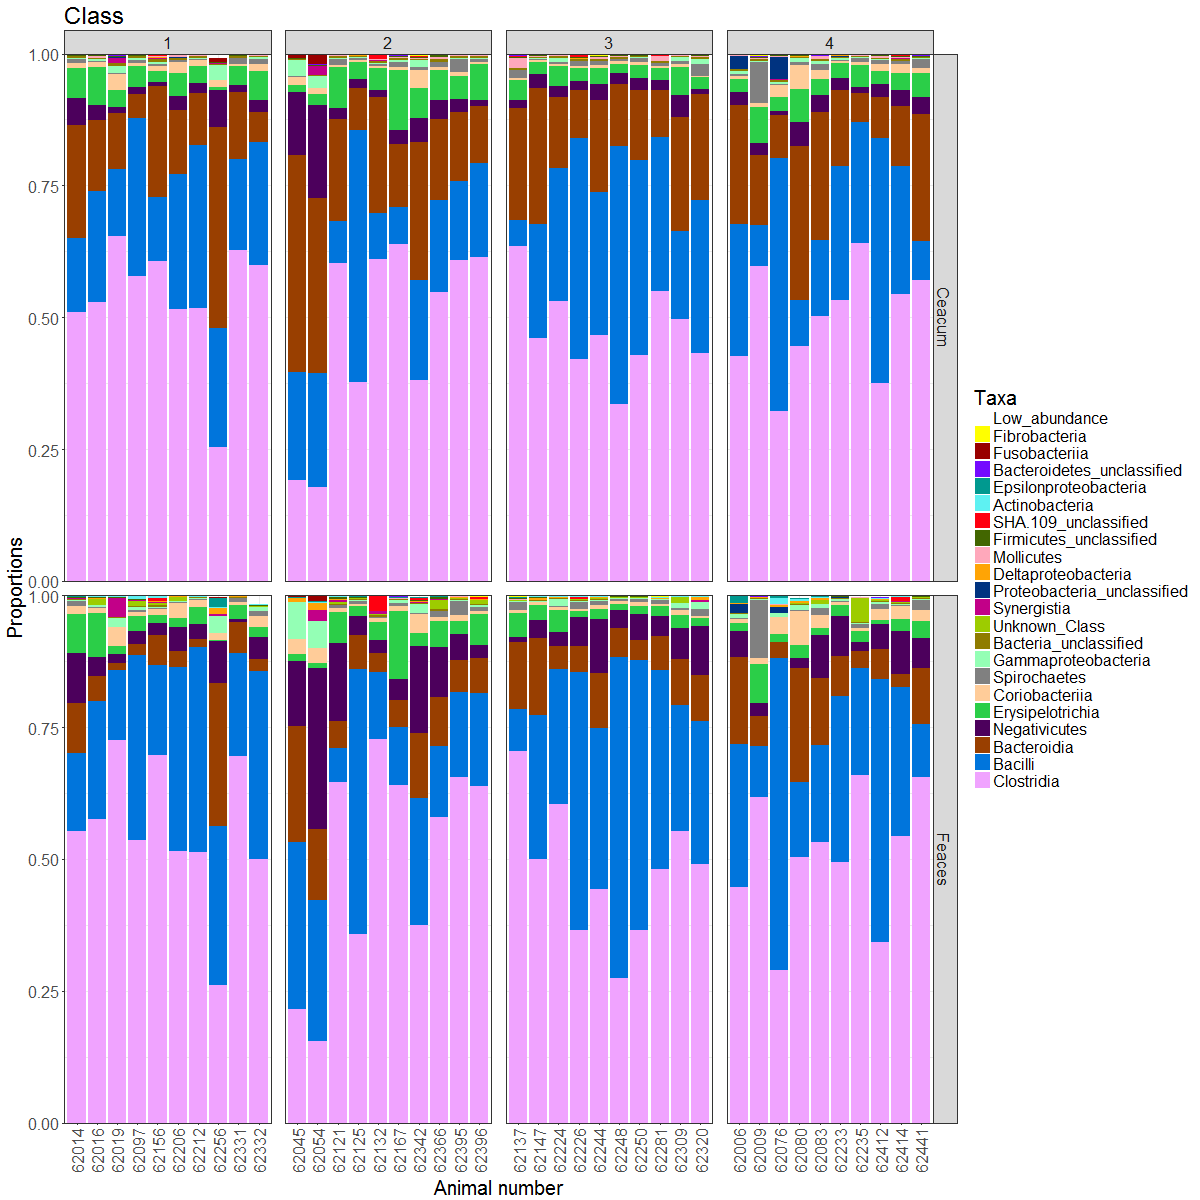 Class
1 2 3 4
1.00
0.75
0.50
0.25
0.00
Ceacum
1.00
0.75
0.50
0.25
0.00
Feaces
Proportions
62014 62016 62019 62097 62156 62206 62212 62256 62331 62332
62045 62054 62121 62125 62132 62167 62342 62366 62395 62396
62137 62147 62224 62226 62244 62248 62250 62281 62309 62320
62006 62009 62076 62080 62083 62233 62235 62412 62414 62441
Animal number
Taxa
Low_abundance
Fibrobacteria
Fusobacteriia
Bacteroidetes_unclassified
Epsilonproteobacteria
Actinobacteria
SHA.109_unclassified
Firmicutes_unclassified
Mollicutes
Deltaproteobacteria
Proteobacteria_unclassified
Synergistia
Unknown_Class
Bacteria_unclassified
Gammaproteobacteria
Spirochaetes
Coriobacteriia
Erysipelotrichia
Negativicutes
Bacteroidia
Bacilli
Clostridia